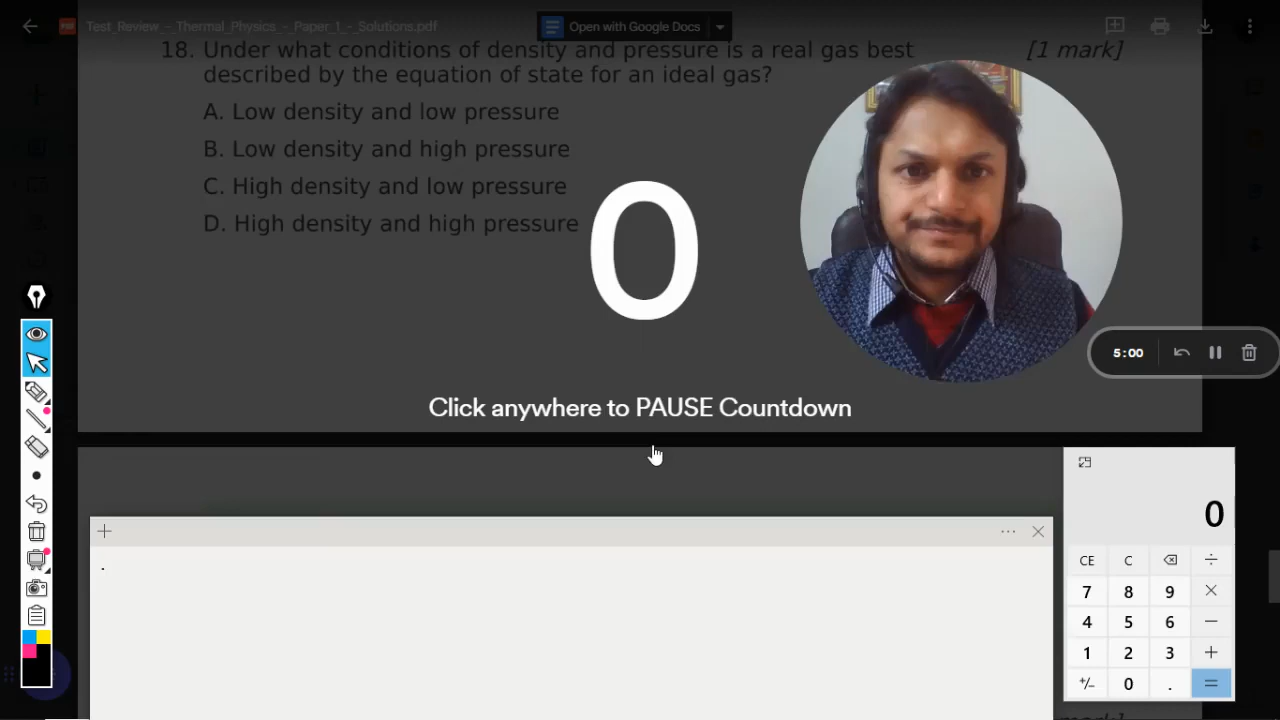 Test_Review_-_Thermal_Physics_-_Paper_1_-_Solutions.pdf
Open with Google Docs
18. Under what conditions of density and pressure is a real gas best [1 mark]
described by the equation of state for an ideal gas?
A. Low density and low pressure
B. Low density and high pressure
C. High density and low pressure
D. High density and high pressure
0
5:00
Click anywhere to PAUSE Countdown
.
0
CE C ÷
7 8 9 ×
4 5 6 −
1 2 3 +
+/- 0 . =
mark]